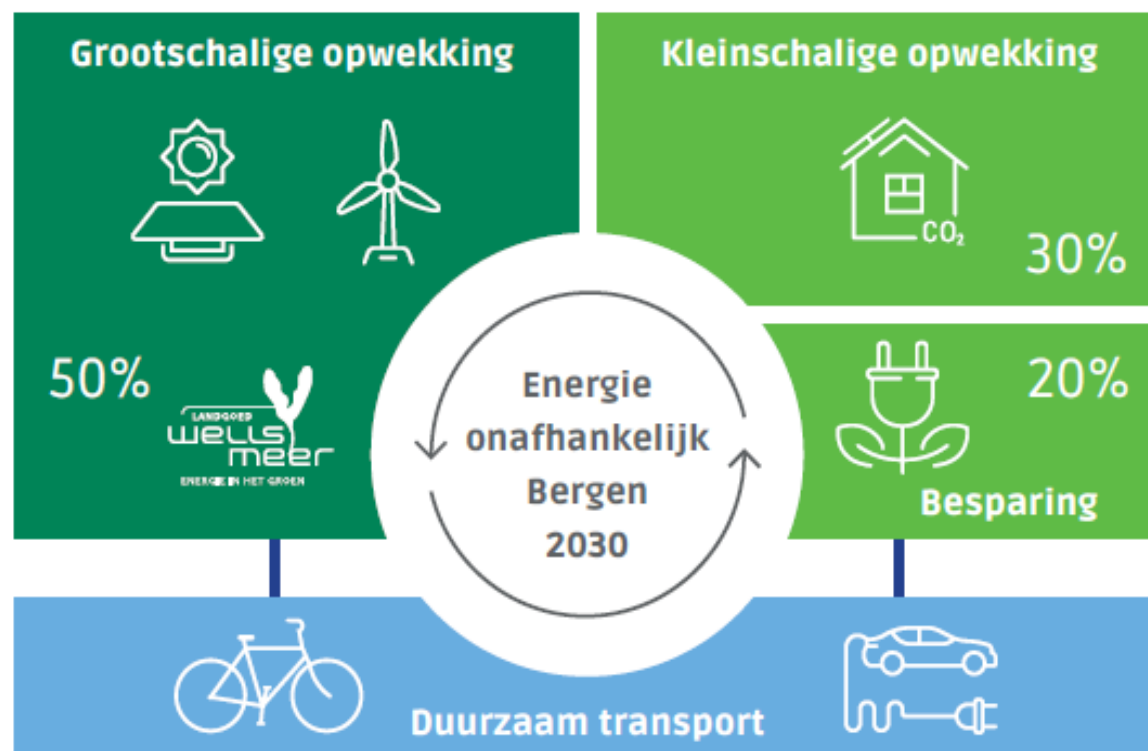 Grootschalige opwekking
50%
LANDGOED
wells
meer
ENERGIE IN HET GROEN
Kleinschalige opwekking
CO₂
30%
20%
Besparing
Energie
onafhankelijk
Bergen
2030
Duurzaam transport